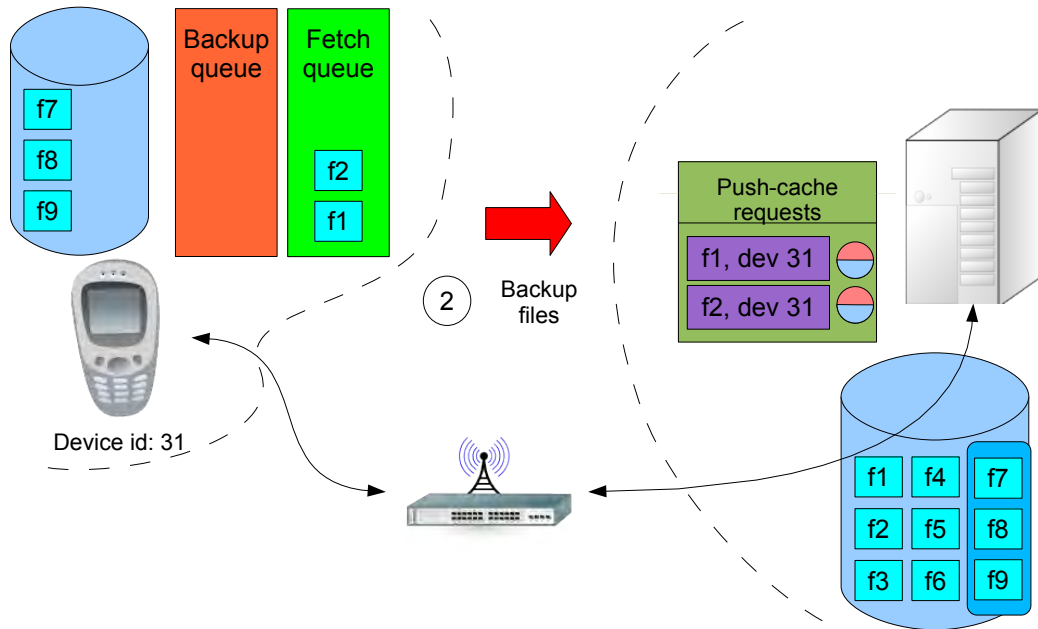 Backup
queue
Fetch
queue
f7
f8
f9
f2
f1
Push-cache
requests
f1, dev 31
f2, dev 31
2
Backup
files
Device id: 31
f1 f4 f7
f2 f5 f8
f3 f6 f9